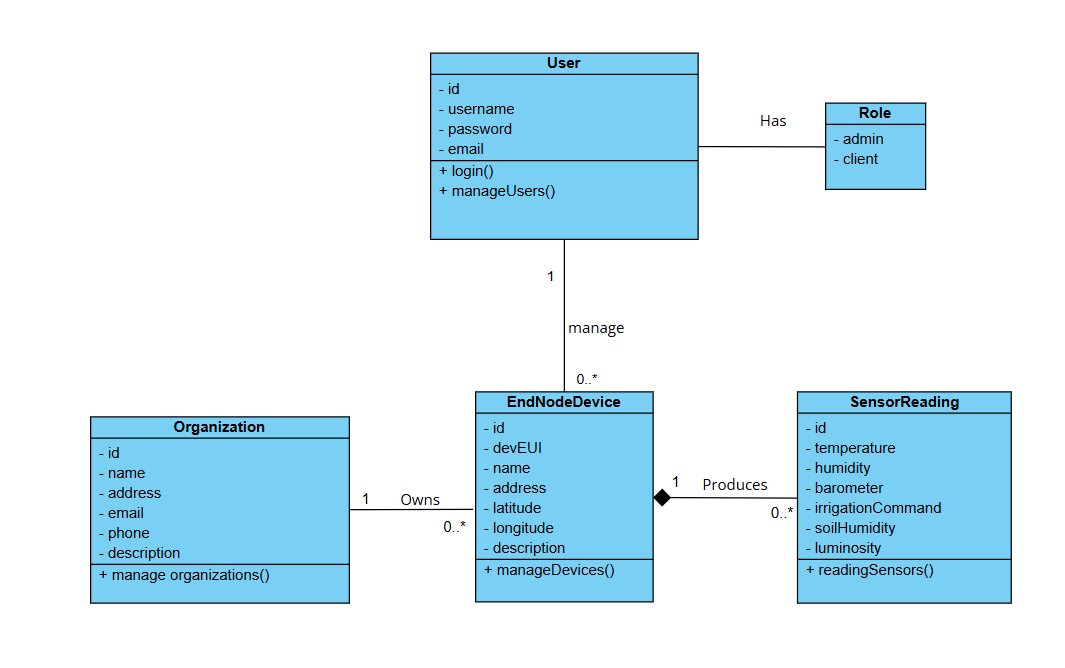 User
- id
- username
- password
- email
+ login()
+ manageUsers()
Has
Role
- admin
- client
1
manage
0..*
Organization
- id
- name
- address
- email
- phone
- description
+ manage organizations()
1
Owns
0..*
EndNodeDevice
- id
- devEUI
- name
- address
- latitude
- longitude
- description
+ manageDevices()
1
Produces
0..*
SensorReading
- id
- temperature
- humidity
- barometer
- irrigationCommand
- soilHumidity
- luminosity
+ readingSensors()